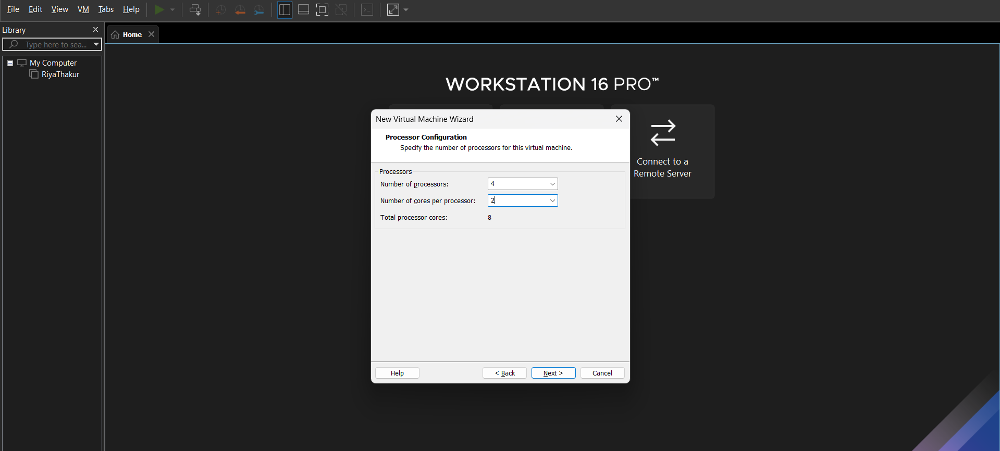 File Edit View VM Tabs Help
Library
Home
Type here to sea...
My Computer
RiyaThakur
WORKSTATION 16 PRO™
New Virtual Machine Wizard
Processor Configuration
Specify the number of processors for this virtual machine.
Processors
Number of processors: 4
Number of cores per processor: 2
Total processor cores: 8
Help < Back Next > Cancel
Connect to a
Remote Server